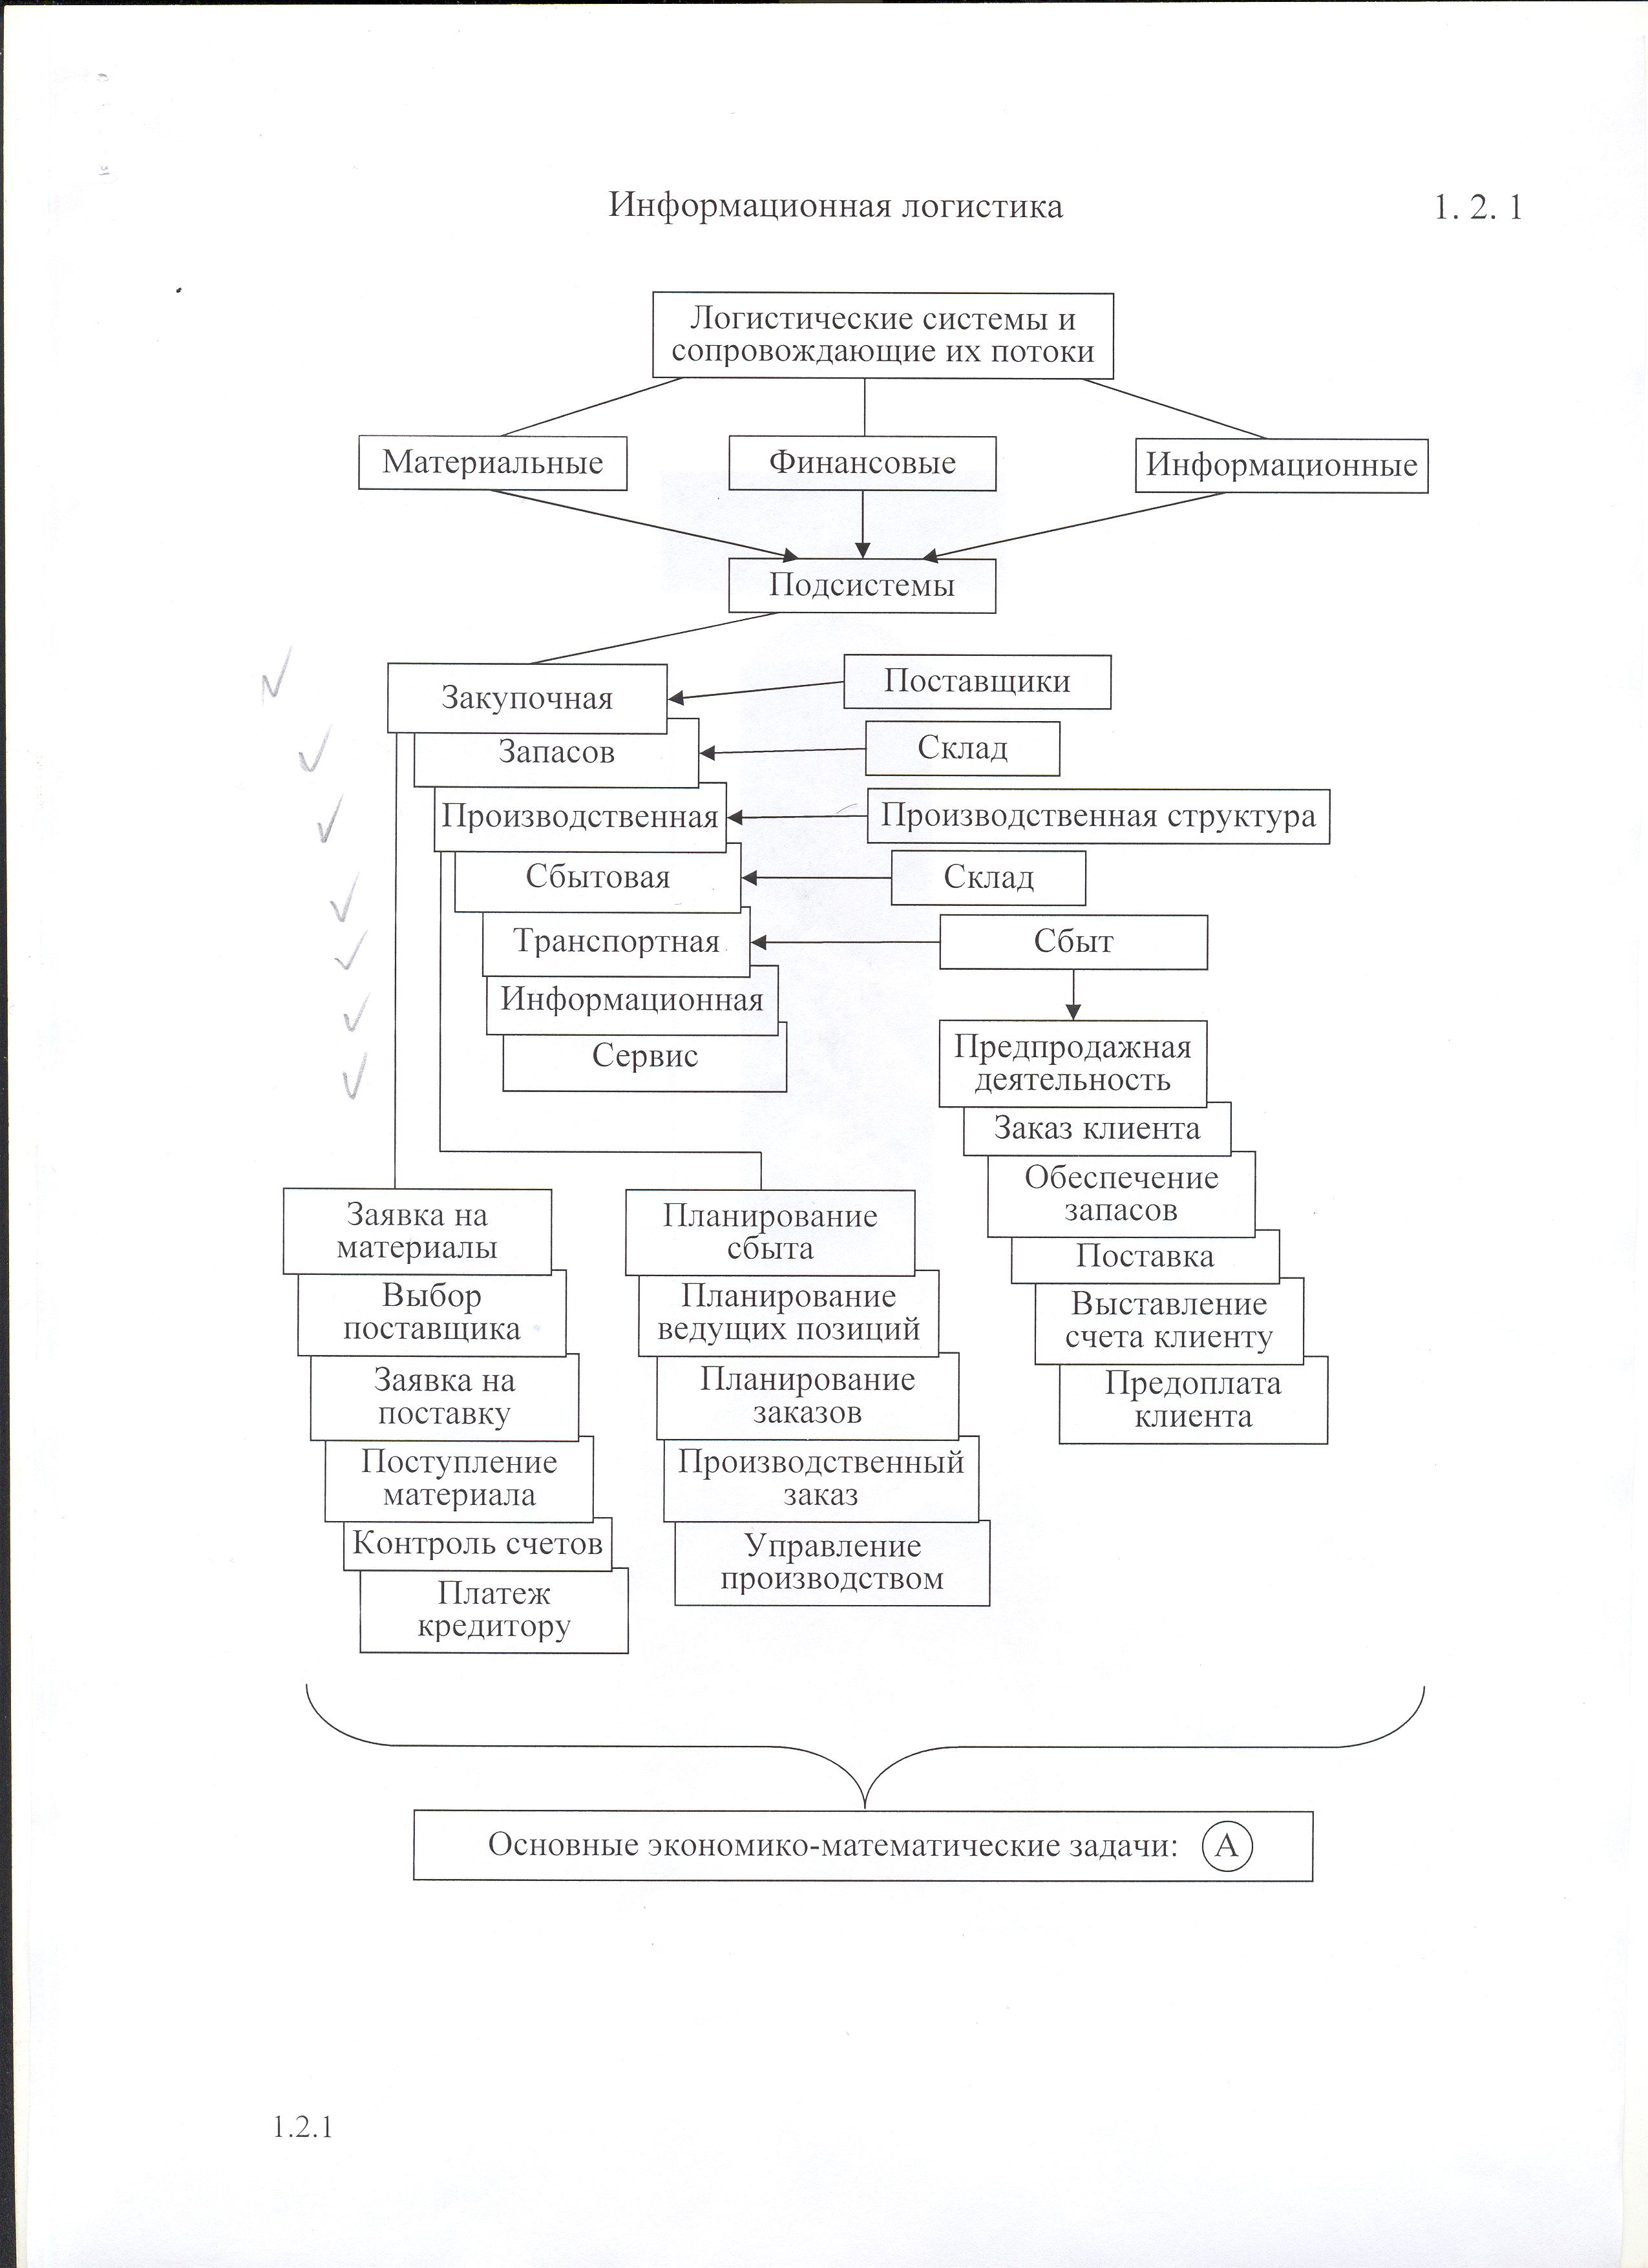 Информационная логистика
1. 2. 1
Логистические системы и
сопровождающие их потоки
Материальные
Финансовые
Информационные
Подсистемы
Закупочная
Поставщики
Запасов
Склад
Производственная
Производственная структура
Сбытовая
Склад
Транспортная
Сбыт
Информационная
Сервис
Предпродажная
деятельность
Заказ клиента
Обеспечение
запасов
Поставка
Выставление
счета клиенту
Предоплата
клиента
Заявка на
материалы
Выбор
поставщика
Заявка на
поставку
Поступление
материала
Контроль счетов
Платеж
кредитору
Планирование
сбыта
Планирование
ведущих позиций
Планирование
заказов
Производственный
заказ
Управление
производством
Основные экономико-математические задачи: А
1.2.1